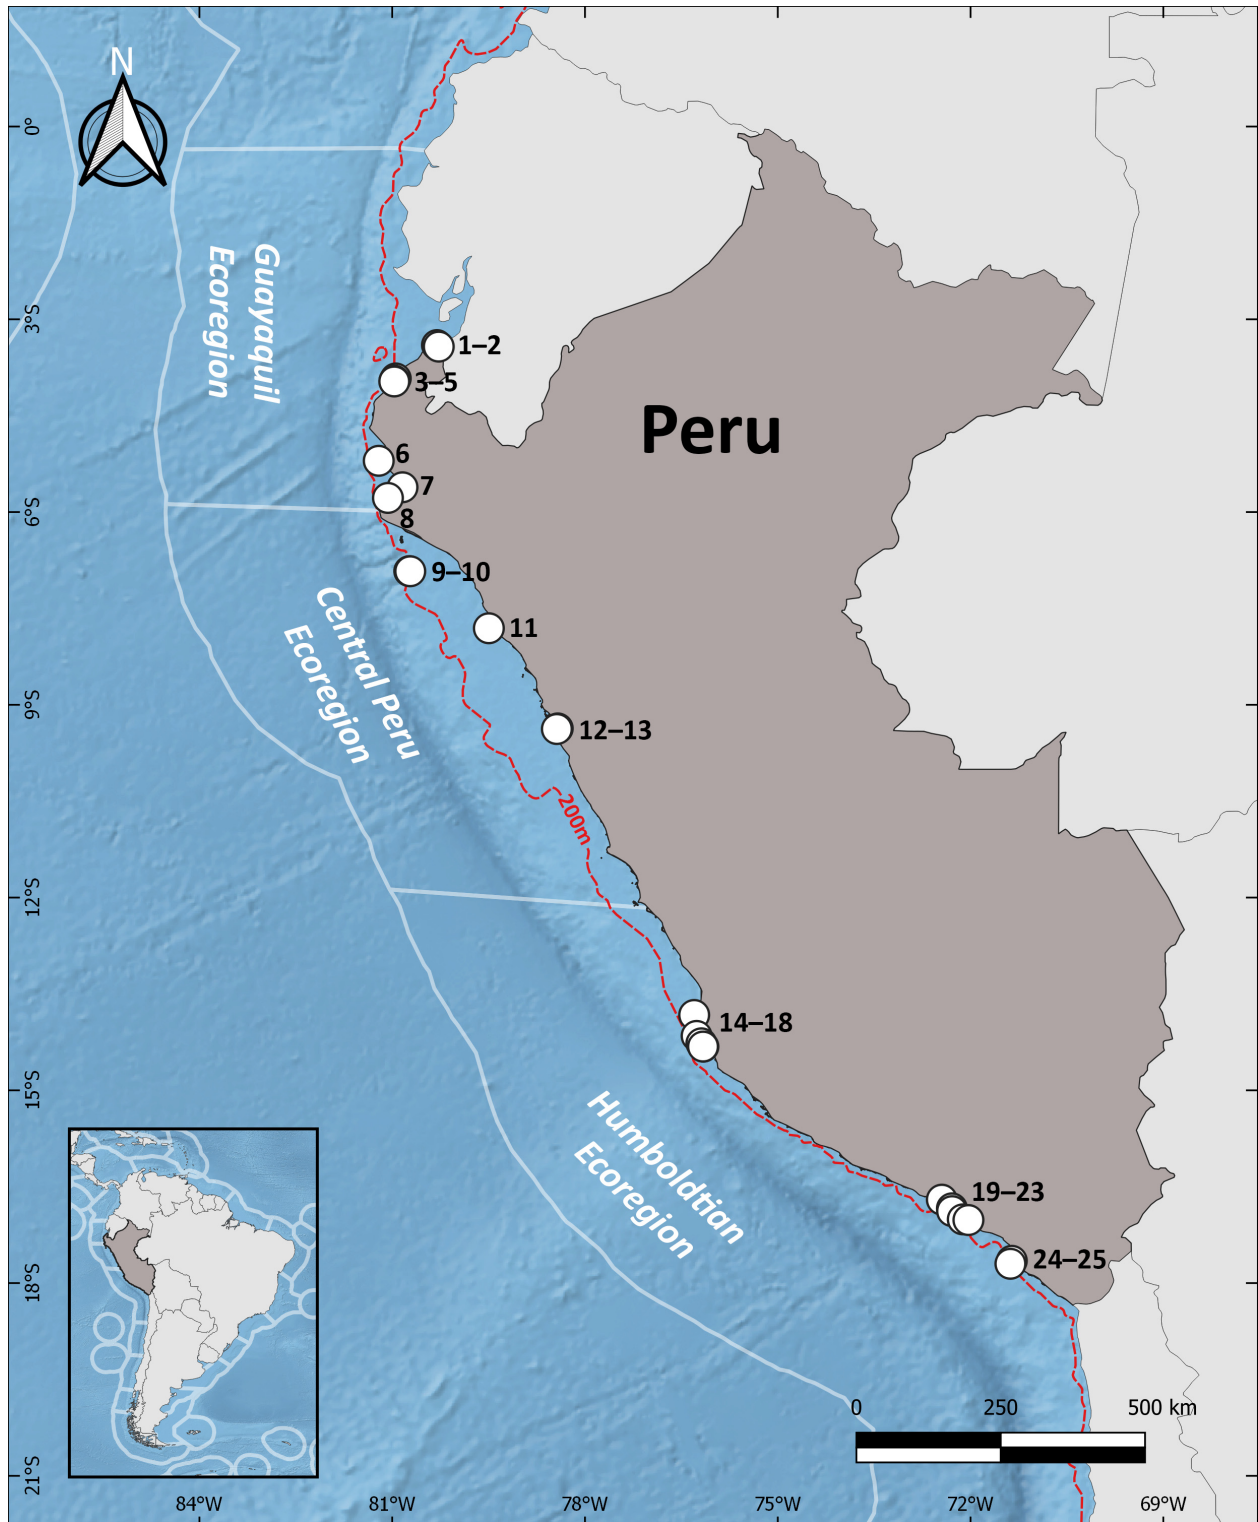 N
0°
3°S
6°S
9°S
12°S
15°S
18°S
21°S
Guayaquil
Ecoregion
1–2
3–5
Peru
6
7
8
9–10
Central Peru
Ecoregion
11
12–13
200m
14–18
Humboldtian
Ecoregion
19–23
24–25
0 250 500 km
84°W 81°W 78°W 75°W 72°W 69°W